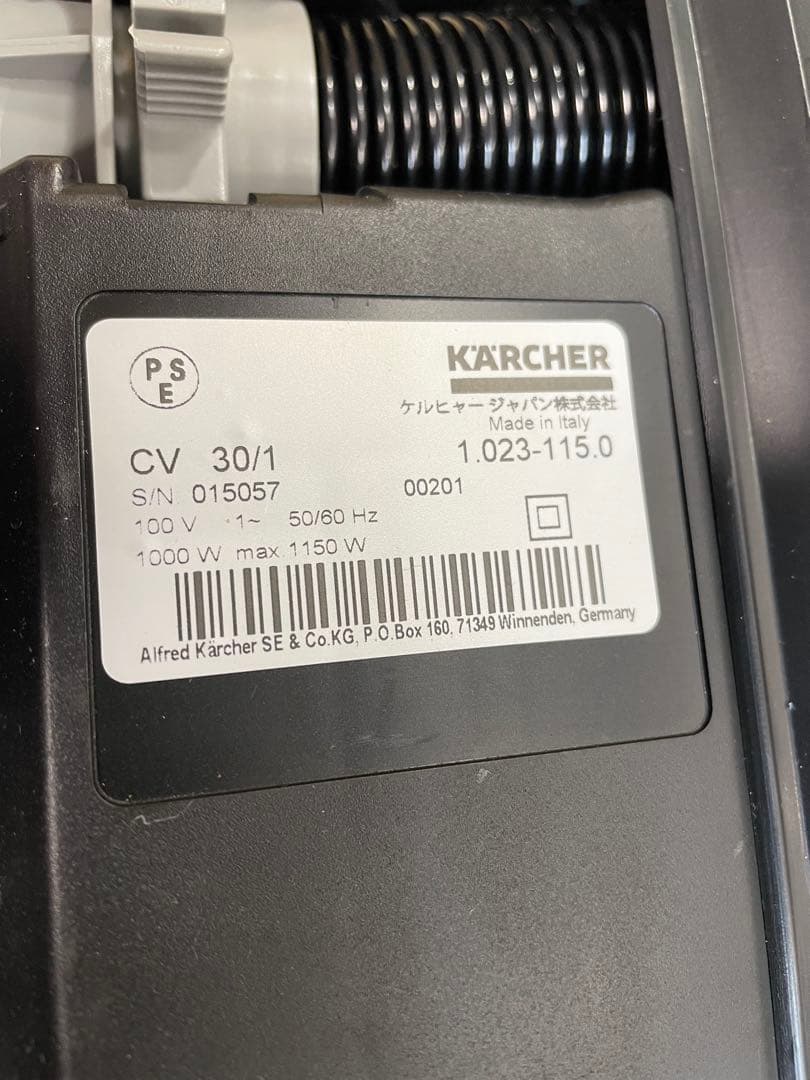 PS
E
KÄRCHER
ケルヒャー ジャパン株式会社
Made in Italy
CV 30/1
1.023-115.0
S/N 015057 00201
100 V 1~ 50/60 Hz
1000 W max 1150 W
Alfred Kärcher SE & Co.KG, P.O.Box 160, 71349 Winnenden, Germany